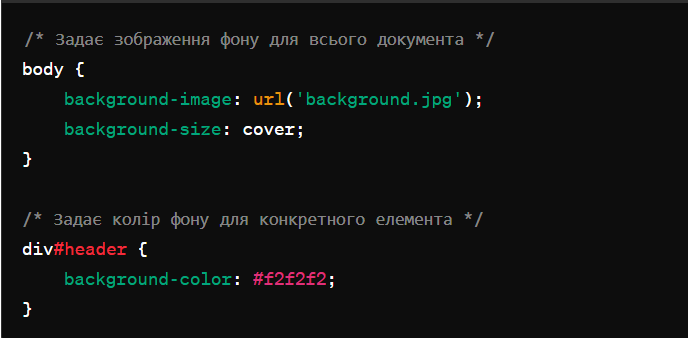 /* Задає зображення фону для всього документа */
body {
    background-image: url('background.jpg');
    background-size: cover;
}

/* Задає колір фону для конкретного елемента */
div#header {
    background-color: #f2f2f2;
}